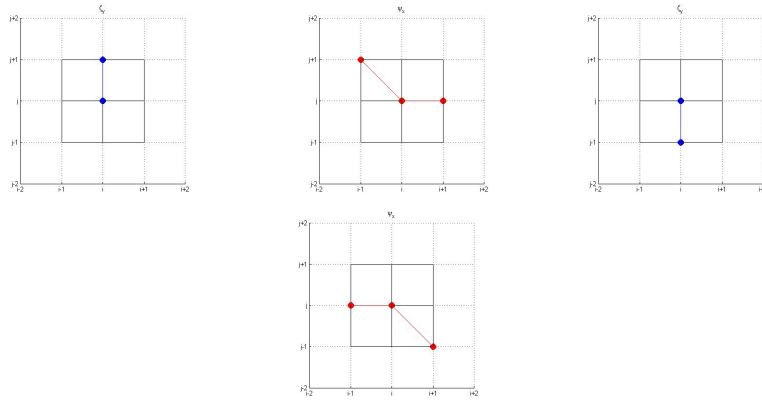 ζy ψx ζy
j+2 j+2 j+2
j+1 j+1 j+1
j j j
j-1 j-1 j-1
j-2 j-2 j-2
i-2 i-1 i i+1 i+2 i-2 i-1 i i+1 i+2 i-2 i-1 i i+1
ψx
j+2
j+1
j
j-1
j-2
i-2 i-1 i i+1 i+2